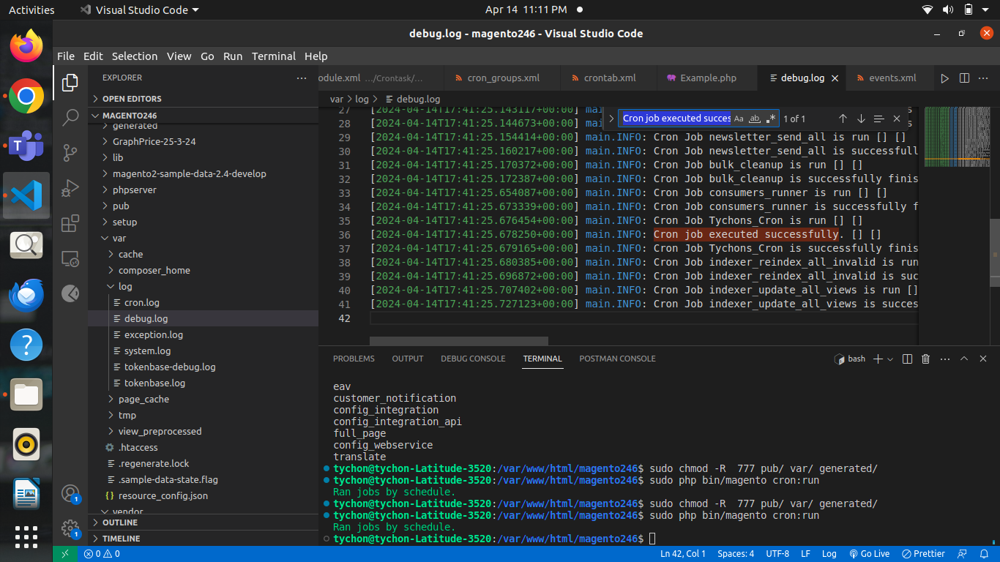 Activities
Visual Studio Code
Apr 14 11:11 PM
debug.log - magento246 - Visual Studio Code
File Edit Selection View Go Run Terminal Help
EXPLORER
OPEN EDITORS
MAGENTO246
generated
GraphPrice-25-3-24
lib
magento2-sample-data-2.4-develop
phpserver
pub
setup
var
cache
composer_home
log
cron.log
debug.log
exception.log
system.log
tokenbase-debug.log
tokenbase.log
page_cache
tmp
view_preprocessed
.htaccess
.regenerate.lock
.sample-data-state.flag
resource_config.json
vendor
OUTLINE
TIMELINE
1
1
odule.xml .../Crontask/... cron_groups.xml crontab.xml Example.php debug.log events.xml
var > log > debug.log
Cron job executed succes Aa ab .* 1 of 1
27 [2024-04-14T17:41:25.143117+00:00] mai s
28 [2024-04-14T17:41:25.144673+00:00] mai s
29 [2024-04-14T17:41:25.154414+00:00] main.INFO: Cron Job newsletter_send_all is run [] []
30 [2024-04-14T17:41:25.160217+00:00] main.INFO: Cron Job newsletter_send_all is successfull
31 [2024-04-14T17:41:25.170372+00:00] main.INFO: Cron Job bulk_cleanup is run [] []
32 [2024-04-14T17:41:25.172387+00:00] main.INFO: Cron Job bulk_cleanup is successfully finis
33 [2024-04-14T17:41:25.654087+00:00] main.INFO: Cron Job consumers_runner is run [] []
34 [2024-04-14T17:41:25.673339+00:00] main.INFO: Cron Job consumers_runner is successfully f
35 [2024-04-14T17:41:25.676454+00:00] main.INFO: Cron Job Tychons_Cron is run [] []
36 [2024-04-14T17:41:25.678250+00:00] main.INFO: Cron job executed successfully. [] []
37 [2024-04-14T17:41:25.679165+00:00] main.INFO: Cron Job Tychons_Cron is successfully finis
38 [2024-04-14T17:41:25.680385+00:00] main.INFO: Cron Job indexer_reindex_all_invalid is run
39 [2024-04-14T17:41:25.696872+00:00] main.INFO: Cron Job indexer_reindex_all_invalid is suc
40 [2024-04-14T17:41:25.707402+00:00] main.INFO: Cron Job indexer_update_all_views is run []
41 [2024-04-14T17:41:25.727123+00:00] main.INFO: Cron Job indexer_update_all_views is succes
42
PROBLEMS OUTPUT DEBUG CONSOLE TERMINAL POSTMAN CONSOLE
bash
eav
customer_notification
config_integration
config_integration_api
full_page
config_webservice
translate
tychon@tychon-Latitude-3520:/var/www/html/magento246$ sudo chmod -R  777 pub/ var/ generated/
tychon@tychon-Latitude-3520:/var/www/html/magento246$ sudo php bin/magento cron:run
Ran jobs by schedule.
tychon@tychon-Latitude-3520:/var/www/html/magento246$ sudo chmod -R  777 pub/ var/ generated/
tychon@tychon-Latitude-3520:/var/www/html/magento246$ sudo php bin/magento cron:run
Ran jobs by schedule.
tychon@tychon-Latitude-3520:/var/www/html/magento246$
0 0 Ln 42, Col 1 Spaces: 4 UTF-8 LF Log Go Live Prettier